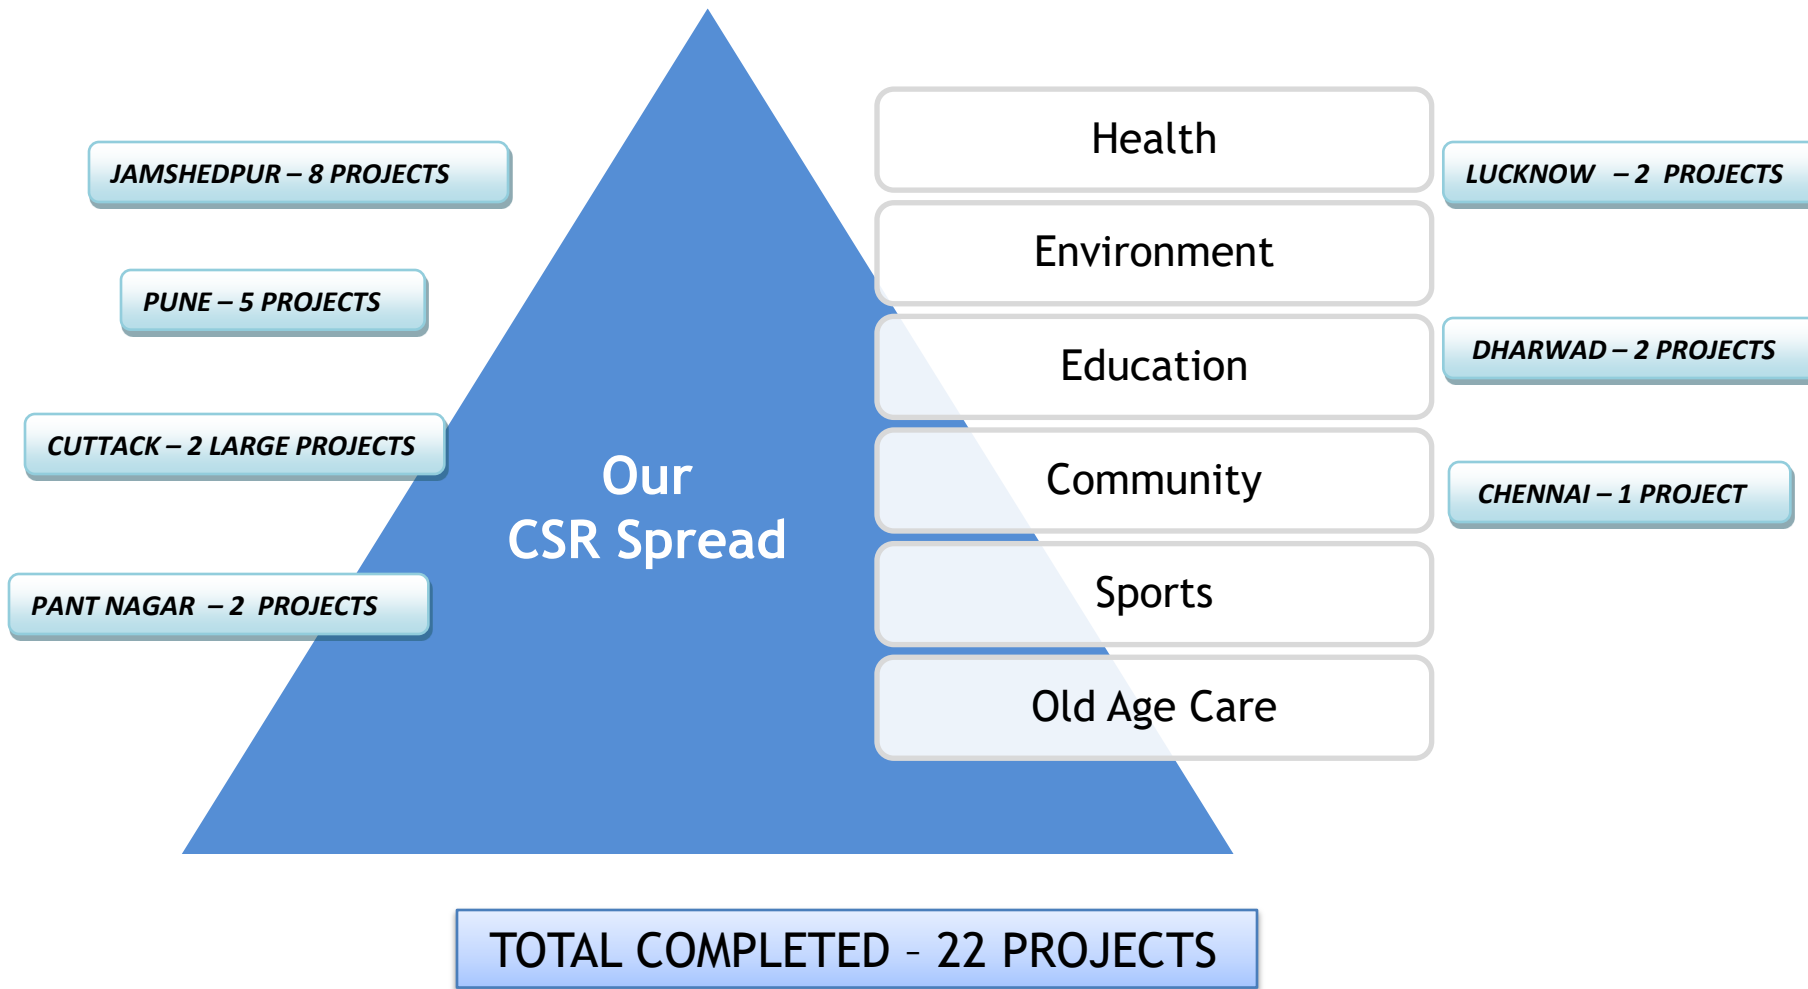 JAMSHEDPUR – 8 PROJECTS
PUNE – 5 PROJECTS
CUTTACK – 2 LARGE PROJECTS
PANT NAGAR – 2 PROJECTS
Our
CSR Spread
Health
Environment
Education
Community
Sports
Old Age Care
LUCKNOW – 2 PROJECTS
DHARWAD – 2 PROJECTS
CHENNAI – 1 PROJECT
TOTAL COMPLETED – 22 PROJECTS